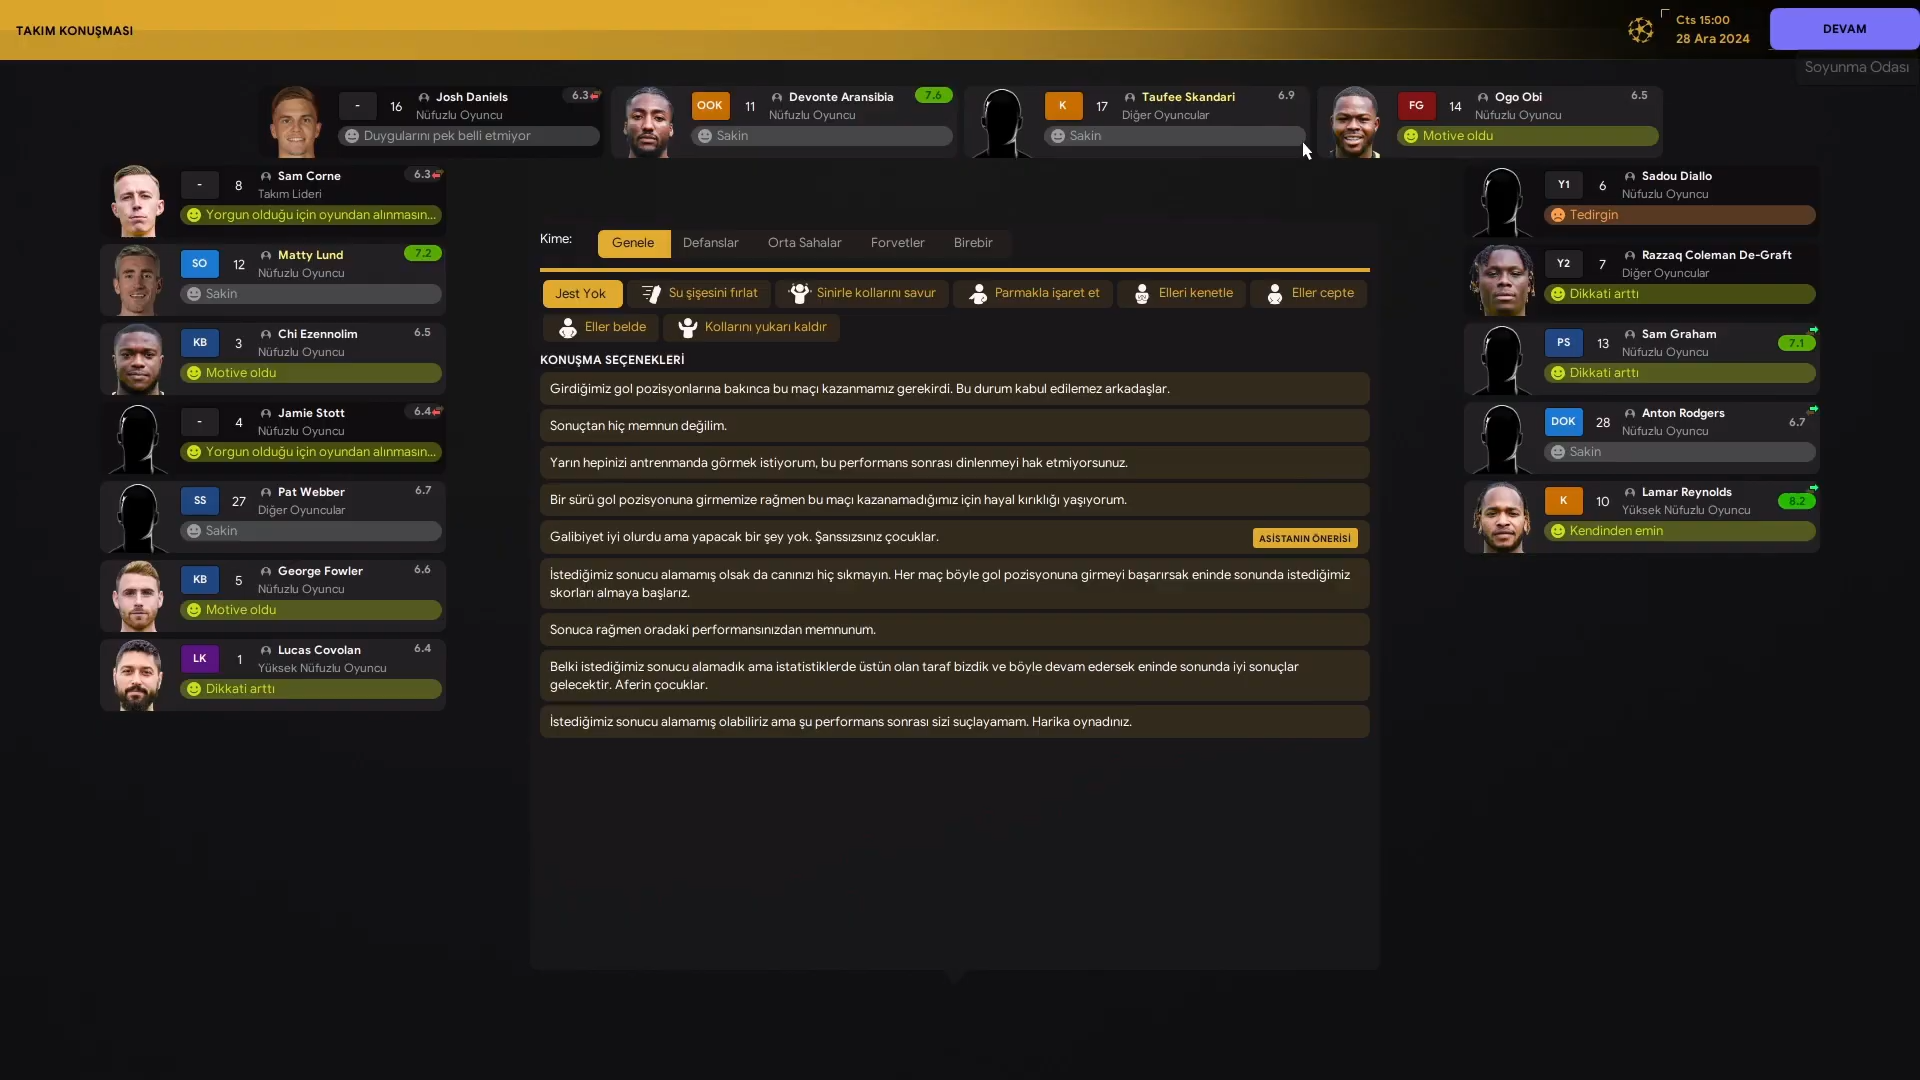 TAKIM KONUŞMASI
Cts 15:00
28 Ara 2024
DEVAM
Soyunma Odası
- 16 Josh Daniels 6.3
Nüfuzlu Oyuncu
Duygularını pek belli etmiyor
OOK 11 Devonte Aransibia 7.6
Nüfuzlu Oyuncu
Sakin
K 17 Taufee Skandari 6.9
Diğer Oyuncular
Sakin
FG 14 Ogo Obi 6.5
Nüfuzlu Oyuncu
Motive oldu
- 8 Sam Corne 6.3
Takım Lideri
Yorgun olduğu için oyundan alınmasın...
SO 12 Matty Lund 7.2
Nüfuzlu Oyuncu
Sakin
KB 3 Chi Ezennolim 6.5
Nüfuzlu Oyuncu
Motive oldu
- 4 Jamie Stott 6.4
Nüfuzlu Oyuncu
Yorgun olduğu için oyundan alınmasın...
SS 27 Pat Webber 6.7
Diğer Oyuncular
Sakin
KB 5 George Fowler 6.6
Nüfuzlu Oyuncu
Motive oldu
LK 1 Lucas Covolan 6.4
Yüksek Nüfuzlu Oyuncu
Dikkati arttı
Kime: Genele Defanslar Orta Sahalar Forvetler Birebir
Jest Yok Su şişesini fırlat Sinirle kollarını savur Parmakla işaret et Elleri kenetle Eller cepte
Eller belde Kollarını yukarı kaldır
KONUŞMA SEÇENEKLERİ
Girdiğimiz gol pozisyonlarına bakınca bu maçı kazanmamız gerekirdi. Bu durum kabul edilemez arkadaşlar.
Sonuçtan hiç memnun değilim.
Yarın hepinizi antrenmanda görmek istiyorum, bu performans sonrası dinlenmeyi hak etmiyorsunuz.
Bir sürü gol pozisyonuna girmemize rağmen bu maçı kazanamadığımız için hayal kırıklığı yaşıyorum.
Galibiyet iyi olurdu ama yapacak bir şey yok. Şanssızsınız çocuklar. ASİSTANIN ÖNERİSİ
İstediğimiz sonucu alamamış olsak da canınızı hiç sıkmayın. Her maç böyle gol pozisyonuna girmeyi başarırsak eninde sonunda istediğimiz
skorları almaya başlarız.
Sonuca rağmen oradaki performansınızdan memnunum.
Belki istediğimiz sonucu alamadık ama istatistiklerde üstün olan taraf bizdik ve böyle devam edersek eninde sonunda iyi sonuçlar
gelecektir. Aferin çocuklar.
İstediğimiz sonucu alamamış olabiliriz ama şu performans sonrası sizi suçlayamam. Harika oynadınız.
Y1 6 Sadou Diallo
Nüfuzlu Oyuncu
Tedirgin
Y2 7 Razzaq Coleman De-Graft
Diğer Oyuncular
Dikkati arttı
PS 13 Sam Graham 7.1
Nüfuzlu Oyuncu
Dikkati arttı
DOK 28 Anton Rodgers 6.7
Nüfuzlu Oyuncu
Sakin
K 10 Lamar Reynolds 8.2
Yüksek Nüfuzlu Oyuncu
Kendinden emin